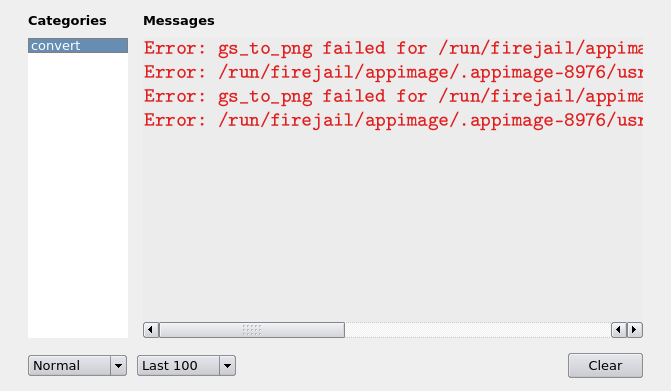 Categories
Messages
convert
Error: gs_to_png failed for /run/firejail/appima
Error: /run/firejail/appimage/.appimage-8976/usr
Error: gs_to_png failed for /run/firejail/appima
Error: /run/firejail/appimage/.appimage-8976/usr
Normal
Last 100
Clear